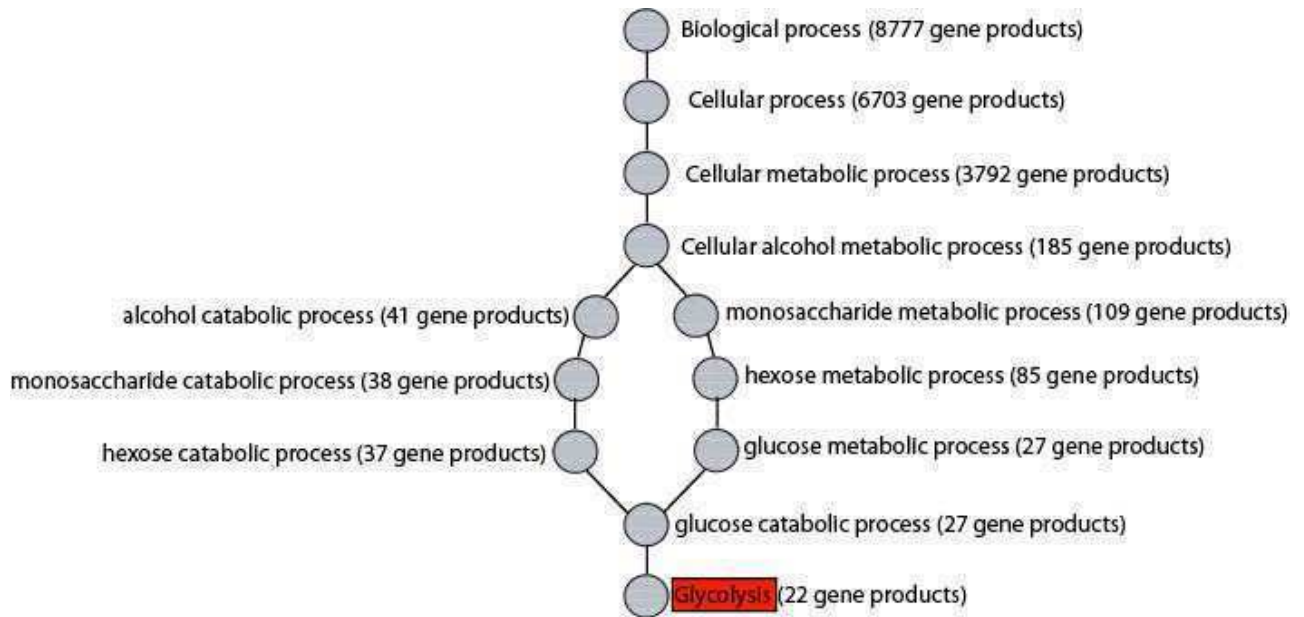 Biological process (8777 gene products)
Cellular process (6703 gene products)
Cellular metabolic process (3792 gene products)
Cellular alcohol metabolic process (185 gene products)
alcohol catabolic process (41 gene products)
monosaccharide metabolic process (109 gene products)
monosaccharide catabolic process (38 gene products)
hexose metabolic process (85 gene products)
hexose catabolic process (37 gene products)
glucose metabolic process (27 gene products)
glucose catabolic process (27 gene products)
Glycolysis (22 gene products)